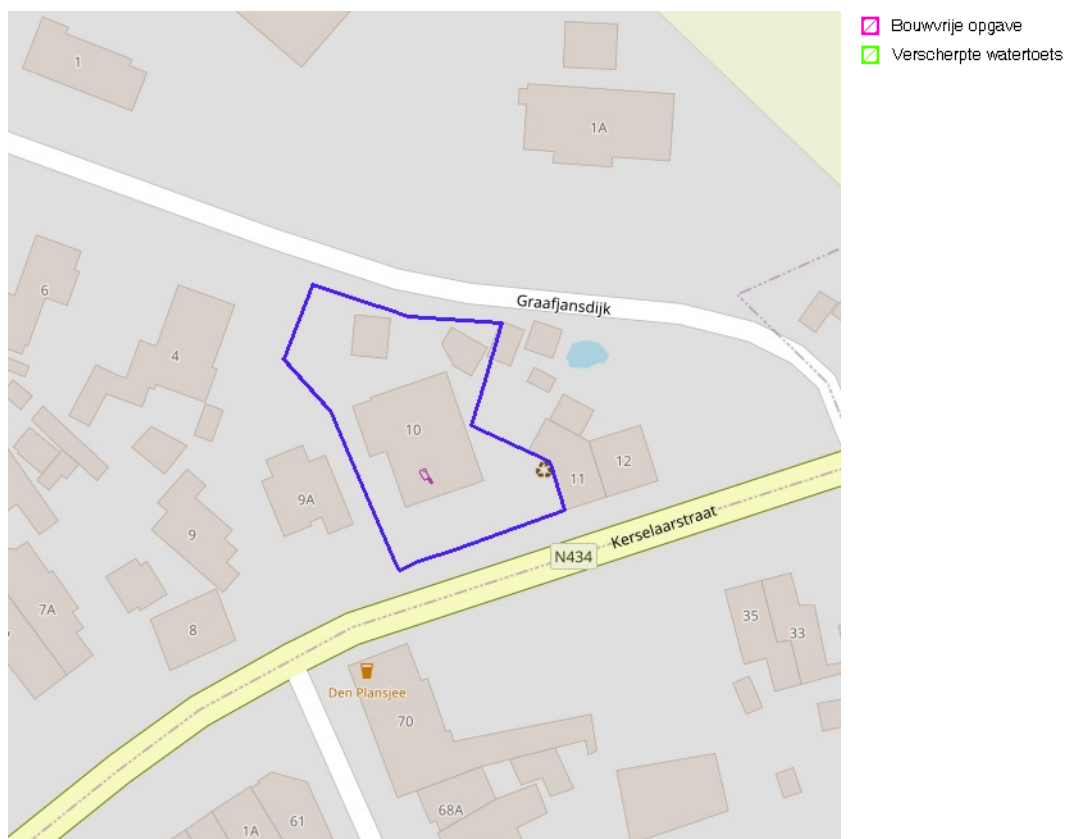 Bouwvrije opgave
Verscherpte watertoets
1
1A
6
Graafjansdijk
4
10
12
11
9A
9
Kerselaarstraat
N434
7A
8
35
33
Den Plansjee
70
68A
61
1A